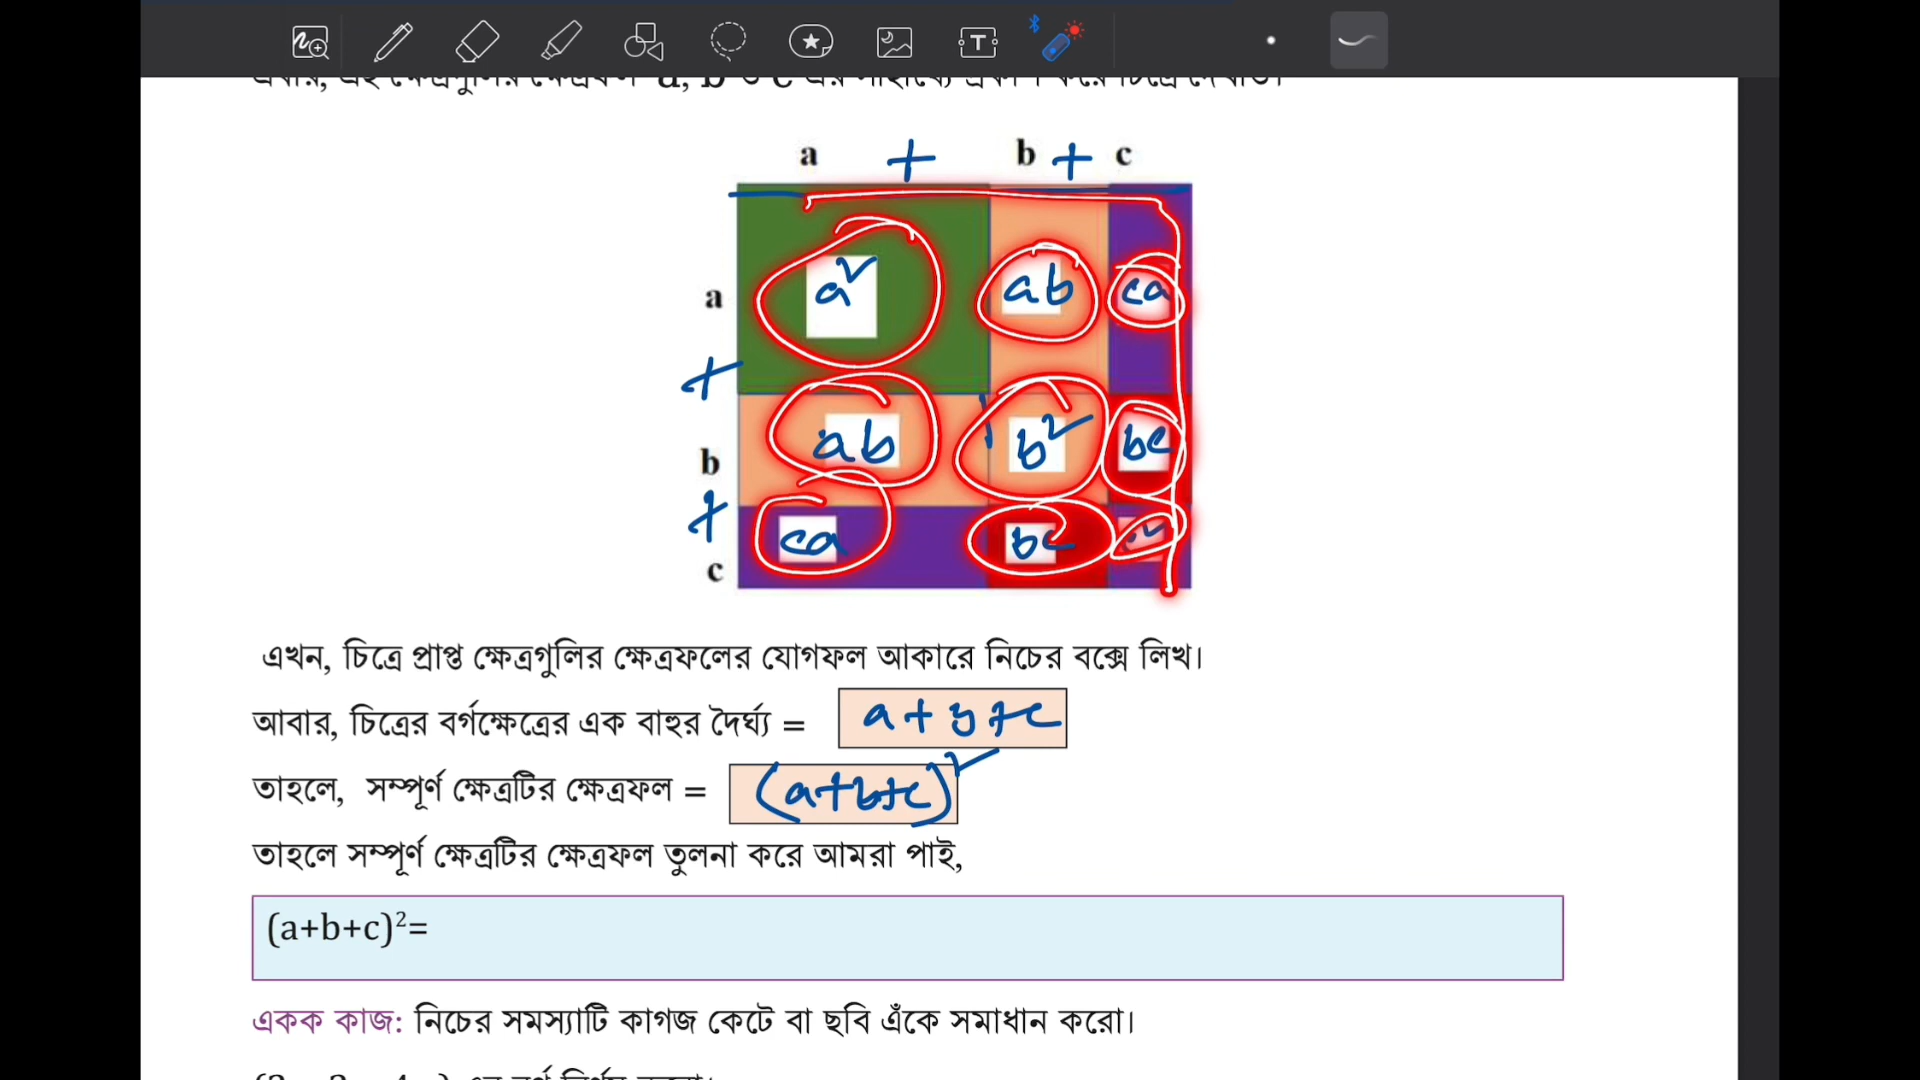 a + b + c
a a² ab ca
+
b ab b² bc
+
c ca bc c²
এখন, চিত্রে প্রাপ্ত ক্ষেত্রগুলির ক্ষেত্রফলের যোগফল আকারে নিচের বক্সে লিখ।
আবার, চিত্রের বর্গক্ষেত্রের এক বাহুর দৈর্ঘ্য = a + b + c
তাহলে, সম্পূর্ণ ক্ষেত্রটির ক্ষেত্রফল = (a+b+c)²
তাহলে সম্পূর্ণ ক্ষেত্রটির ক্ষেত্রফল তুলনা করে আমরা পাই,
(a+b+c)²=
একক কাজ: নিচের সমস্যাটি কাগজ কেটে বা ছবি এঁকে সমাধান করো।